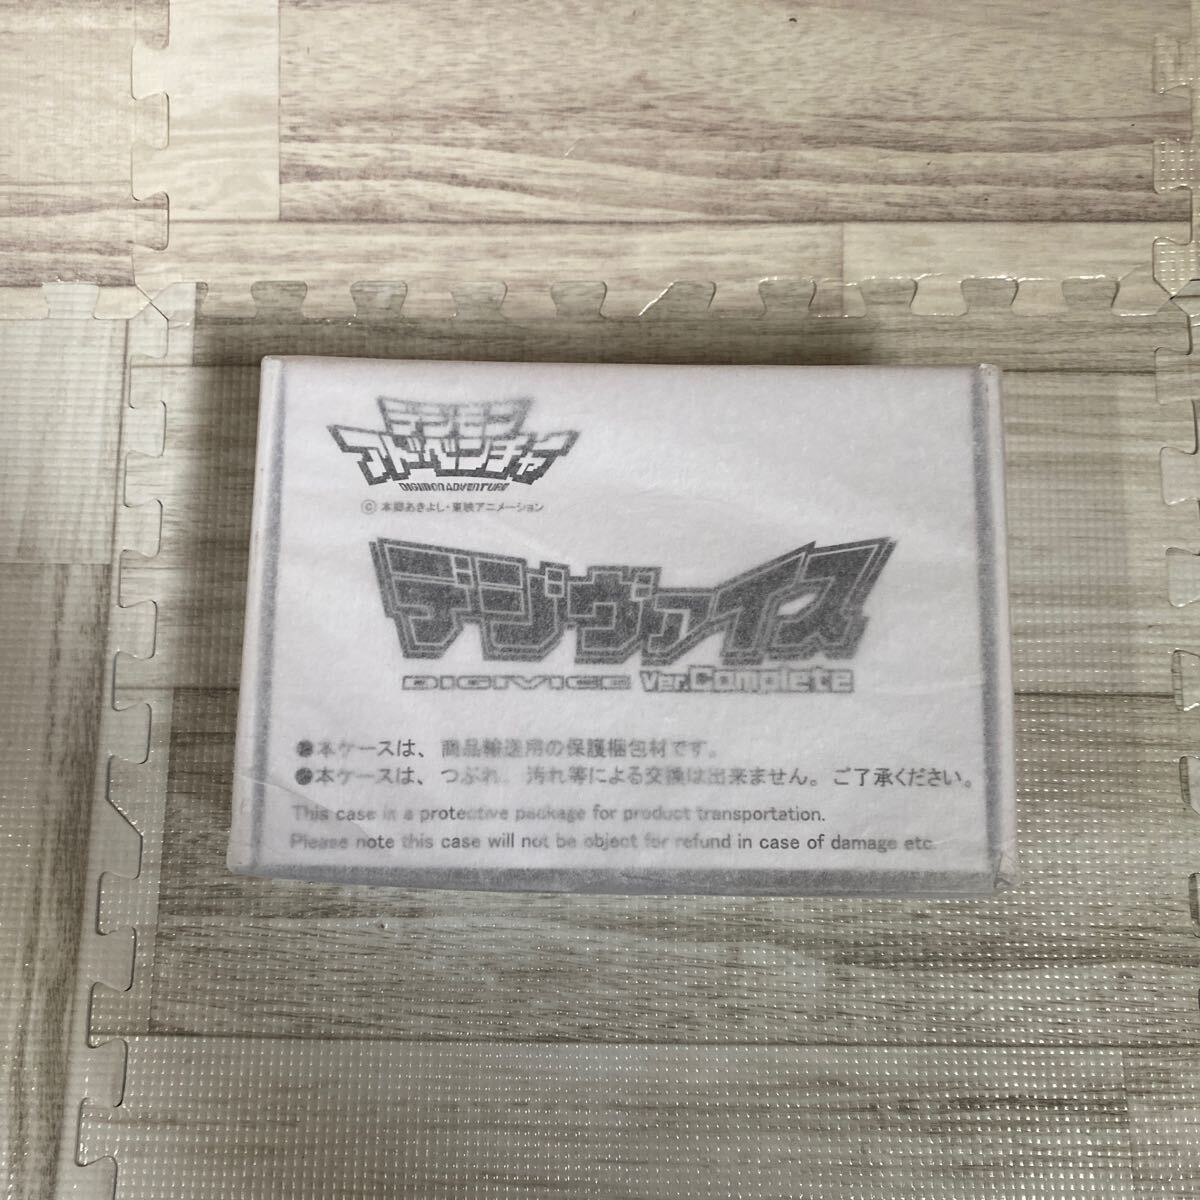 デジモン
アドベンチャー
DIGIMON ADVENTURE
©本郷あきよし・東映アニメーション
デジヴァイス
DIGIVICE Ver.Complete
●本ケースは、商品輸送用の保護梱包材です。
●本ケースは、つぶれ、汚れ等による交換は出来ません。ご了承ください。
This case is a protective package for product transportation.
Please note this case will not be object for refund in case of damage etc.